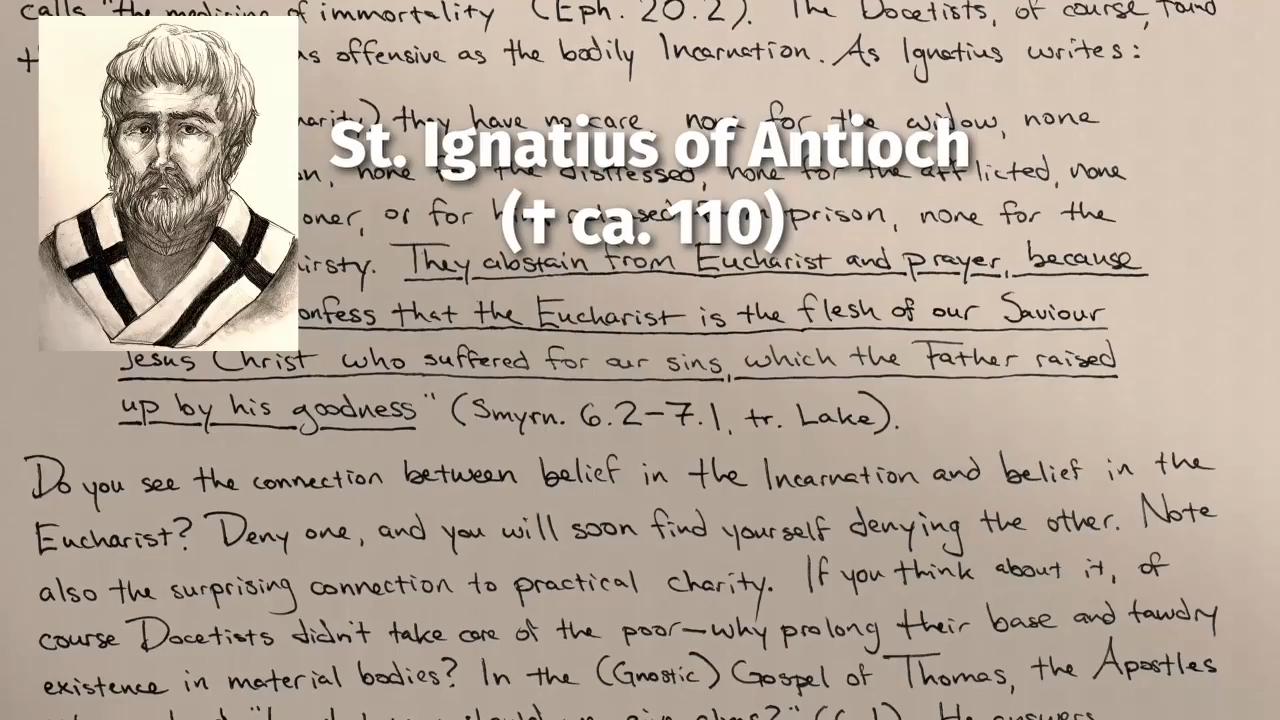 calls "the medicine of immortality (Eph. 20.2). The Docetists, of course, found
offensive as the bodily Incarnation. As Ignatius writes:
they have no care, none for the widow, none
St. Ignatius of Antioch
none the distressed, none for the afflicted, none
or for prison, none for the
(† ca. 110)
They abstain from Eucharist and prayer, because
that the Eucharist is the flesh of our Saviour
Jesus Christ who suffered for our sins, which the Father raised
up by his goodness" (Smyrn. 6.2–7.1, tr. Lake).
Do you see the connection between belief in the Incarnation and belief in the
Eucharist? Deny one, and you will soon find yourself denying the other. Note
also the surprising connection to practical charity. If you think about it, of
course Docetists didn't take care of the poor—why prolong their base and tawdry
existence in material bodies? In the (Gnostic) Gospel of Thomas, the Apostles